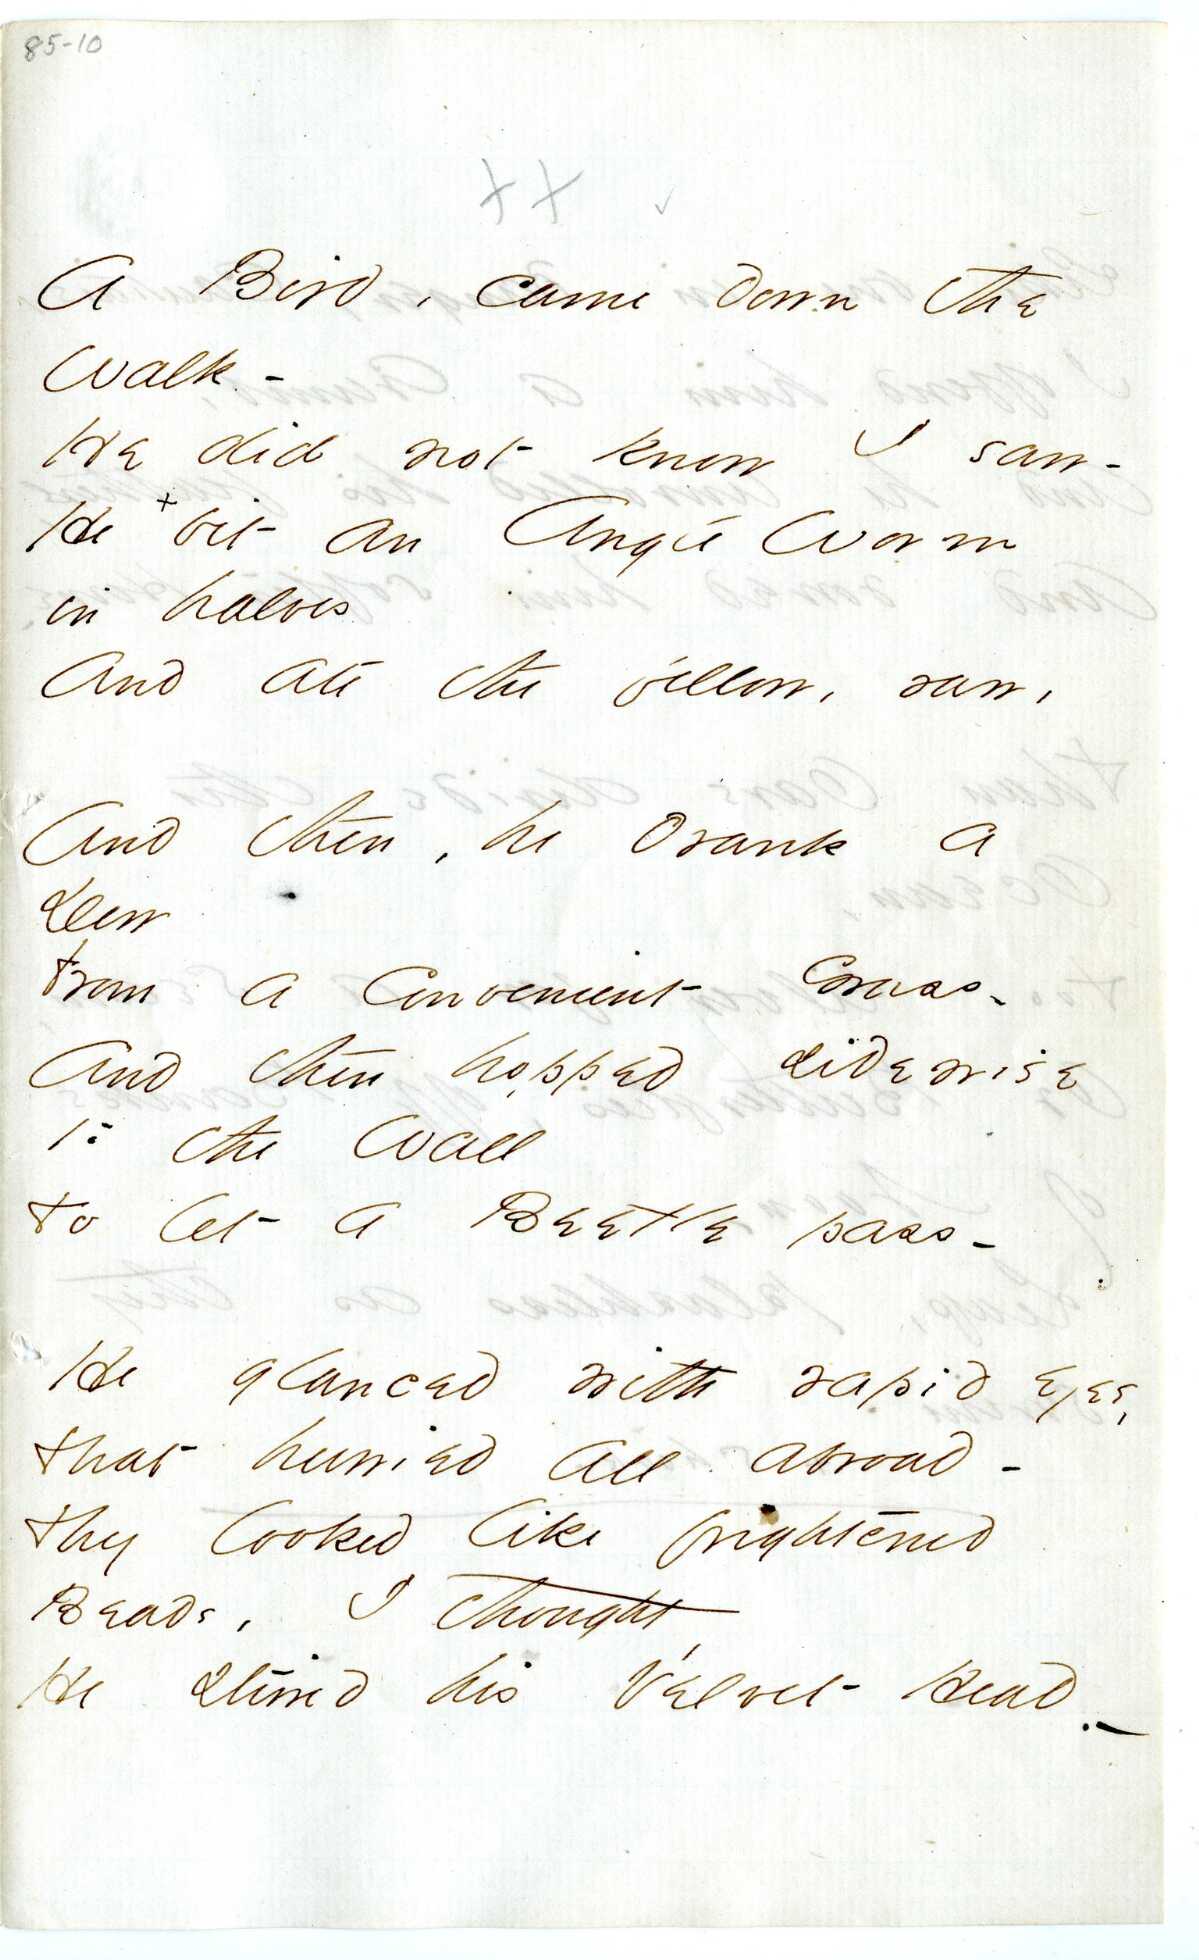 85-10
+ +
A Bird, came down the
Walk -
He did not know I saw -
He + bit an Angle Worm
in halves
And ate the fellow, raw,
And then, he drank a
Dew
From a Convenient Grass -
And then hopped sidewise
to the Wall
To let a Beetle pass -
He glanced with rapid eyes,
That hurried all abroad -
They looked like frightened
Beads, I thought,
He stirred his Velvet Head. -